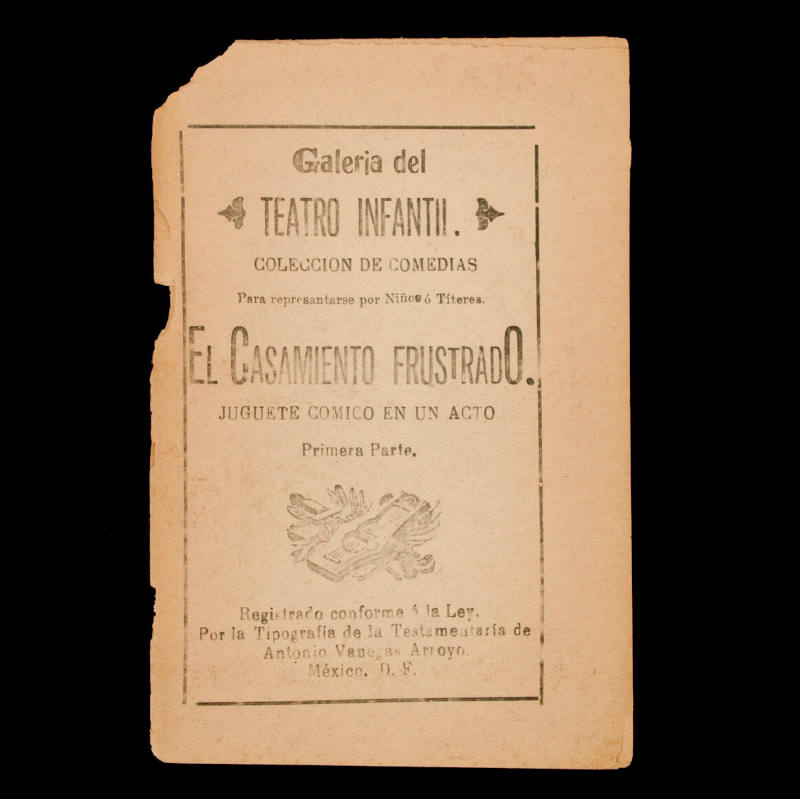 Galeria del
TEATRO INFANTIL.
COLECCION DE COMEDIAS
Para represantarse por Niños ó Títeres.
EL CASAMIENTO FRUSTRADO.
JUGUETE COMICO EN UN ACTO
Primera Parte.
Registrado conforme á la Ley.
Por la Tipografía de la Testamentaría de
Antonio Vanegas Arroyo.
México. D. F.